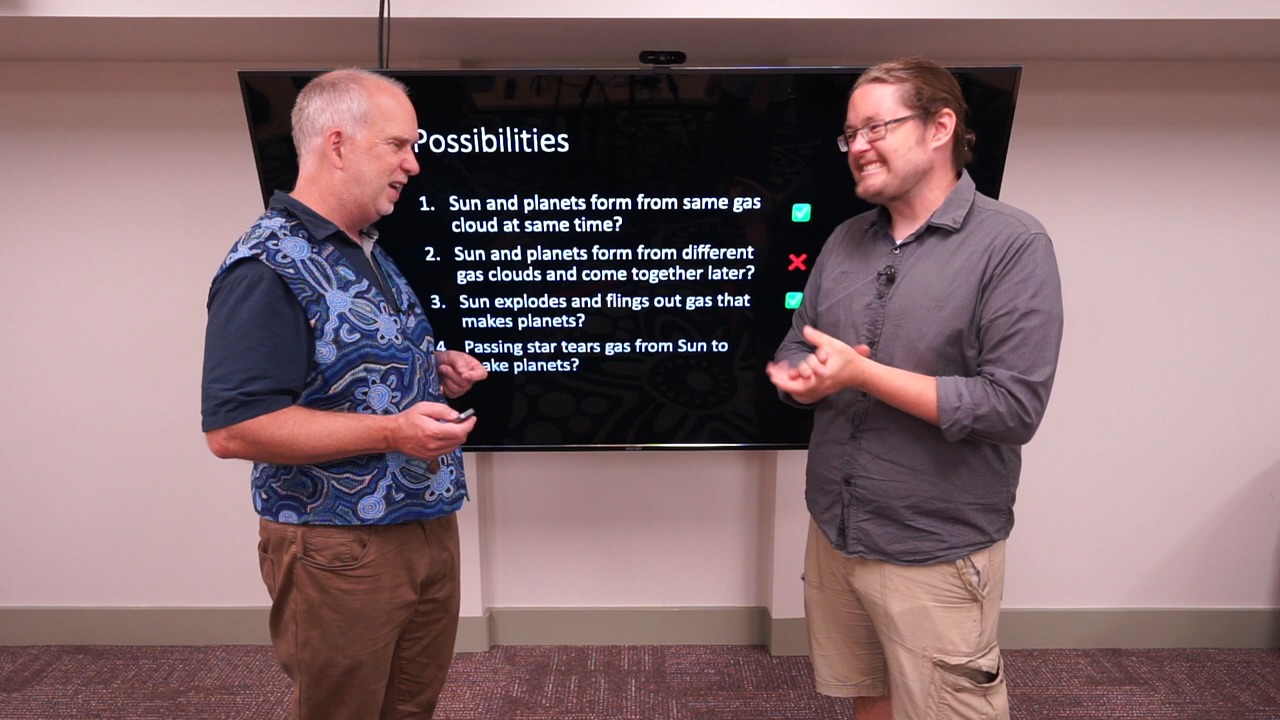 Possibilities
1. Sun and planets form from same gas
cloud at same time?
2. Sun and planets form from different
gas clouds and come together later?
3. Sun explodes and flings out gas that
makes planets?
4. Passing star tears gas from Sun to
ake planets?